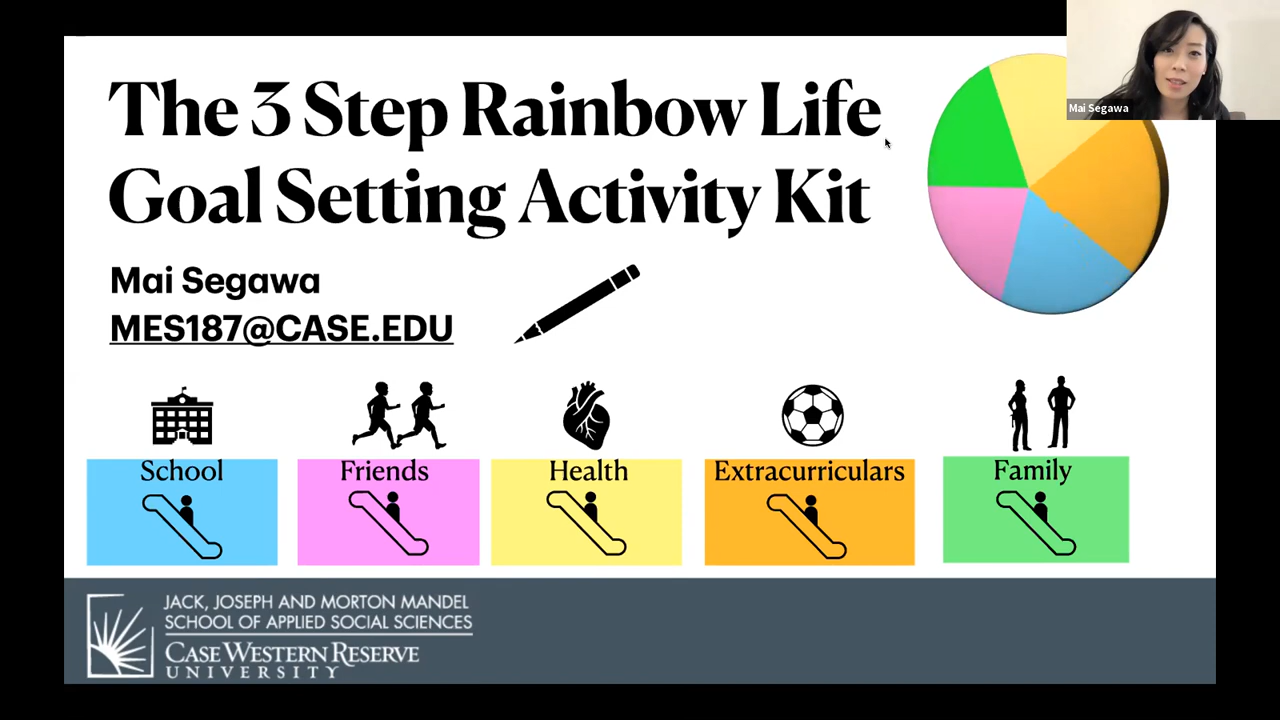 The 3 Step Rainbow Life
Goal Setting Activity Kit
Mai Segawa
Mai Segawa
MES187@CASE.EDU
School
Friends
Health
Extracurriculars
Family
JACK, JOSEPH AND MORTON MANDEL
SCHOOL OF APPLIED SOCIAL SCIENCES
CASE WESTERN RESERVE
UNIVERSITY